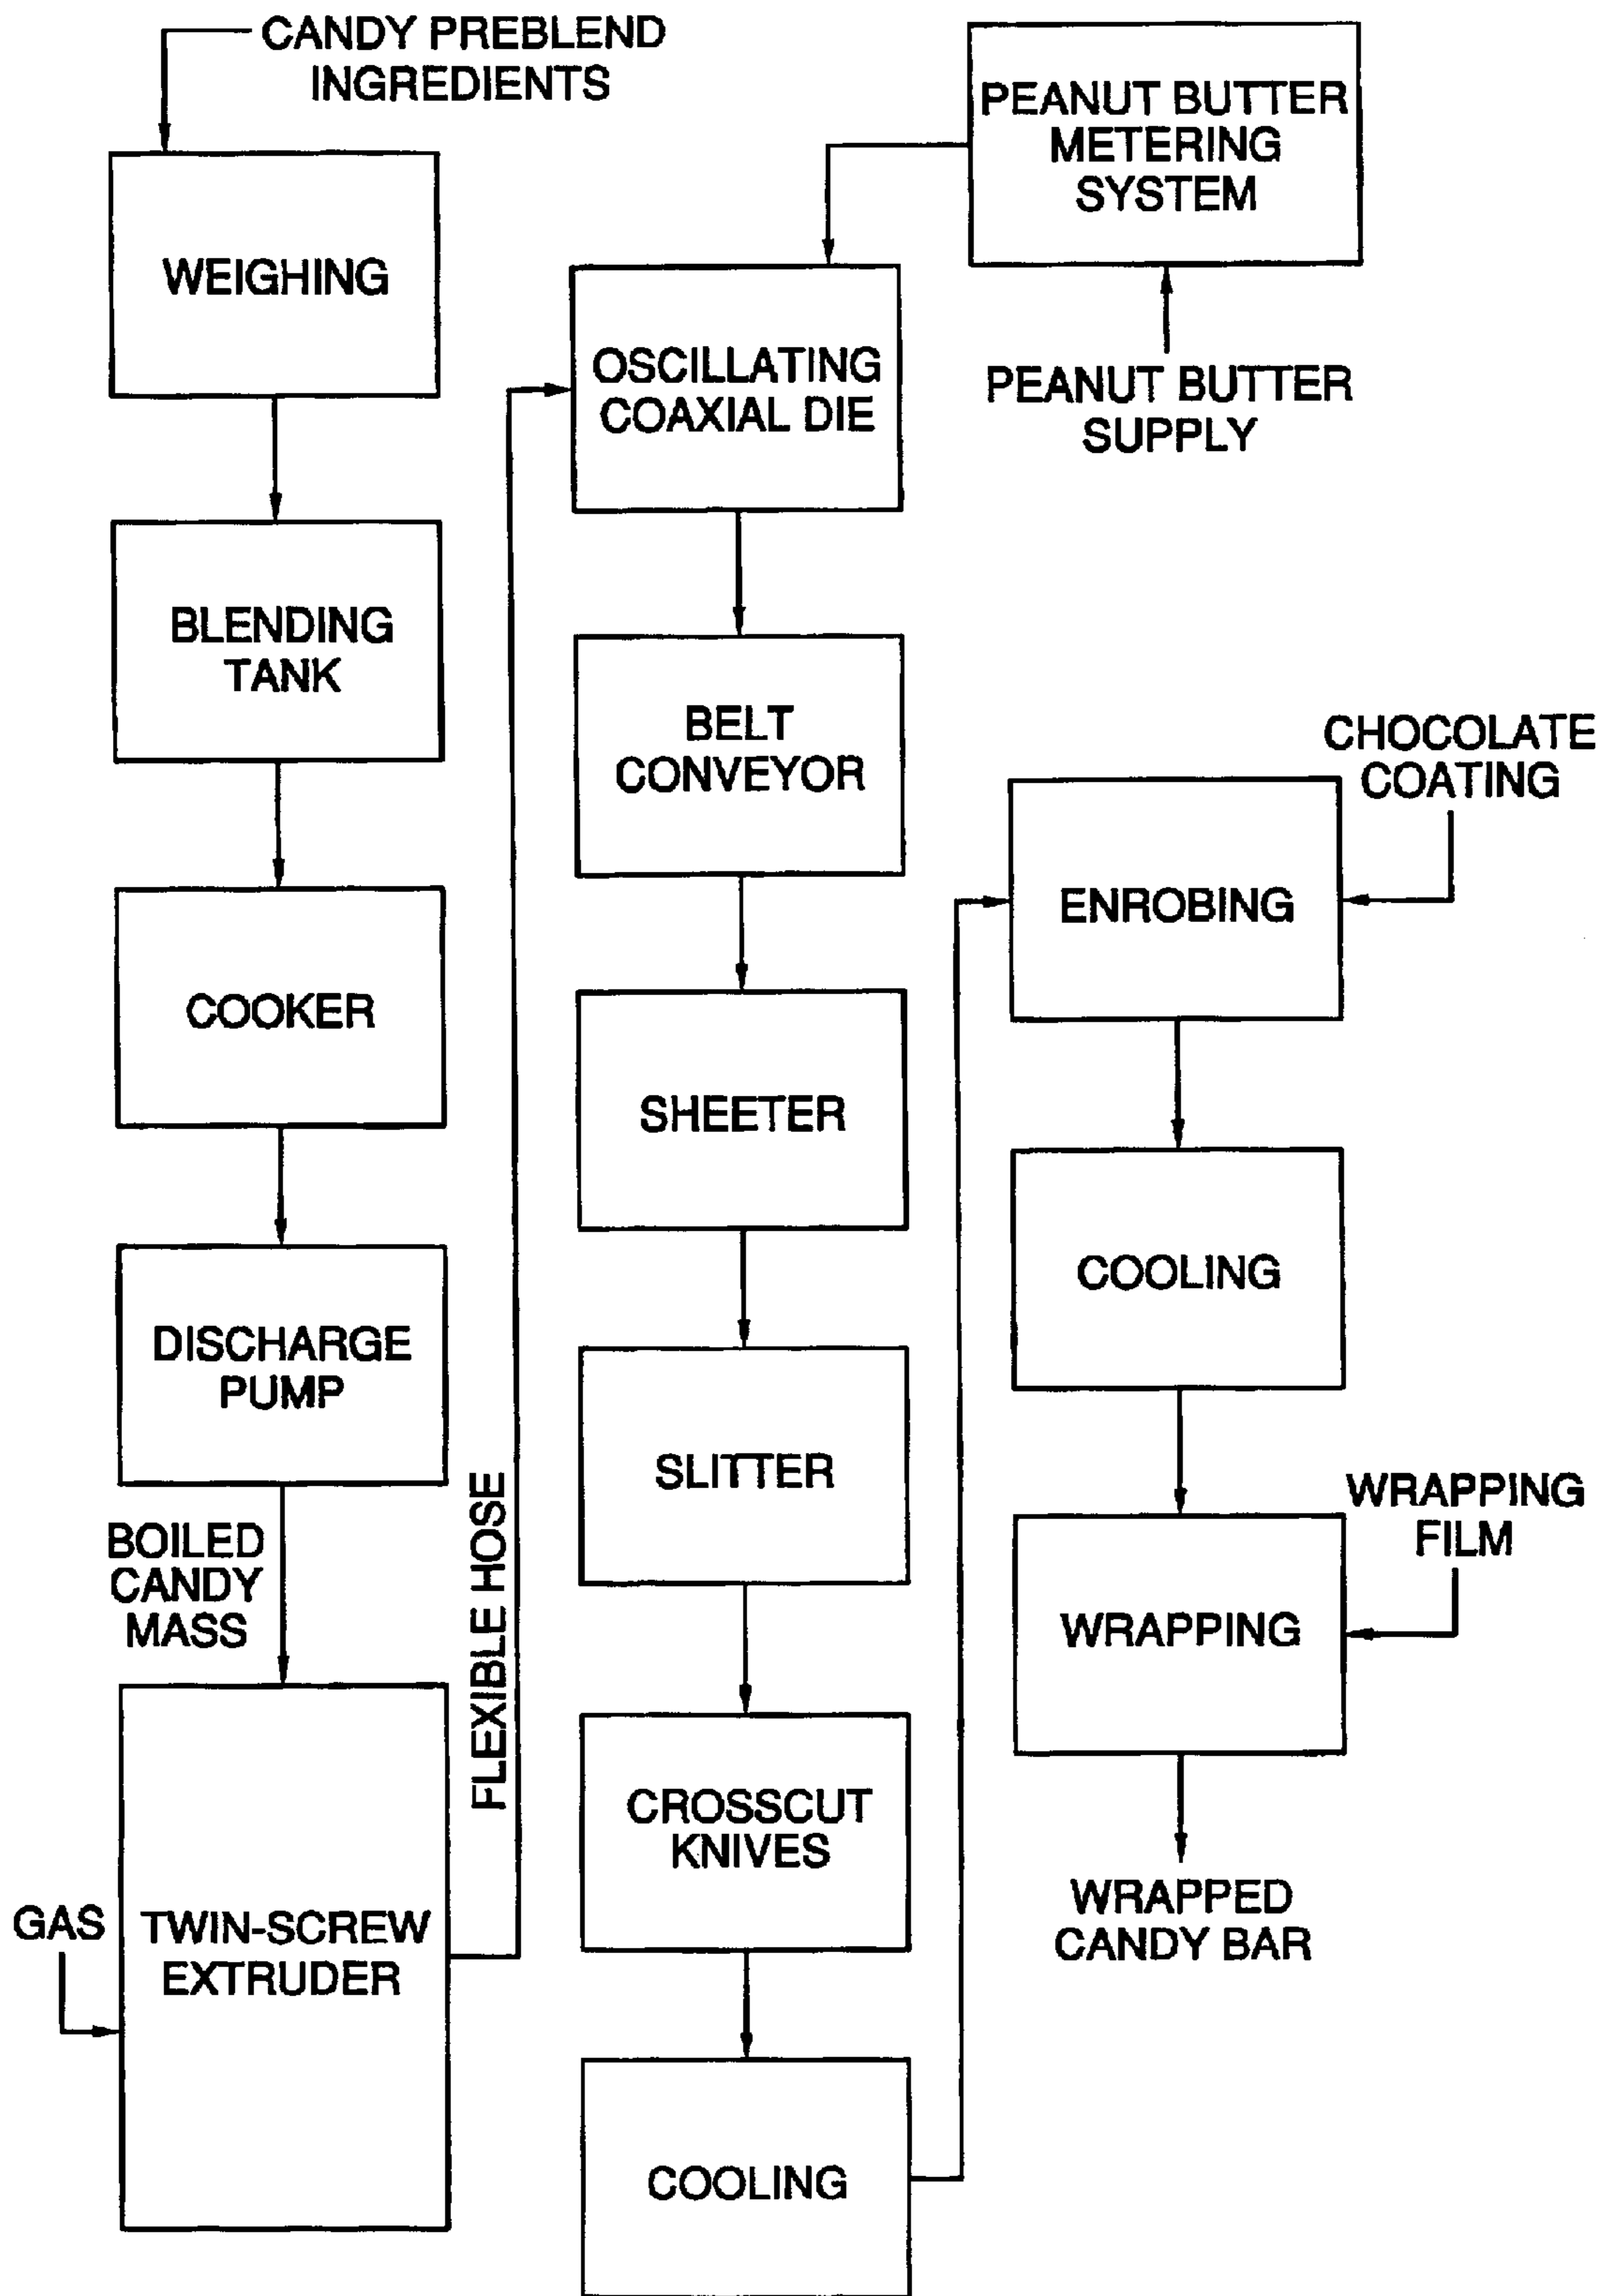 CANDY PREBLEND
INGREDIENTS
WEIGHING
BLENDING
TANK
COOKER
DISCHARGE
PUMP
BOILED
CANDY
MASS
GAS
TWIN-SCREW
EXTRUDER
FLEXIBLE HOSE
PEANUT BUTTER
METERING
SYSTEM
PEANUT BUTTER
SUPPLY
OSCILLATING
COAXIAL DIE
BELT
CONVEYOR
SHEETER
SLITTER
CROSSCUT
KNIVES
COOLING
CHOCOLATE
COATING
ENROBING
COOLING
WRAPPING
FILM
WRAPPING
WRAPPED
CANDY BAR